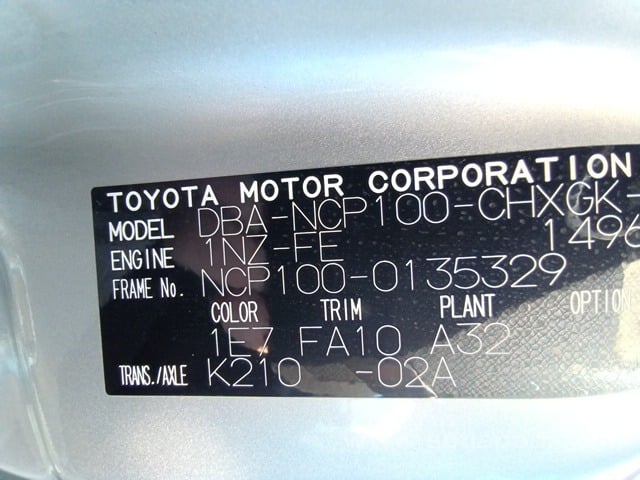 TOYOTA MOTOR CORPORATION
MODEL DBA-NCP100-CHXGK-
ENGINE 1NZ-FE 1496
FRAME No. NCP100-0135329
COLOR TRIM PLANT OPTION
1E7 FA10 A32
TRANS./AXLE K210 -02A